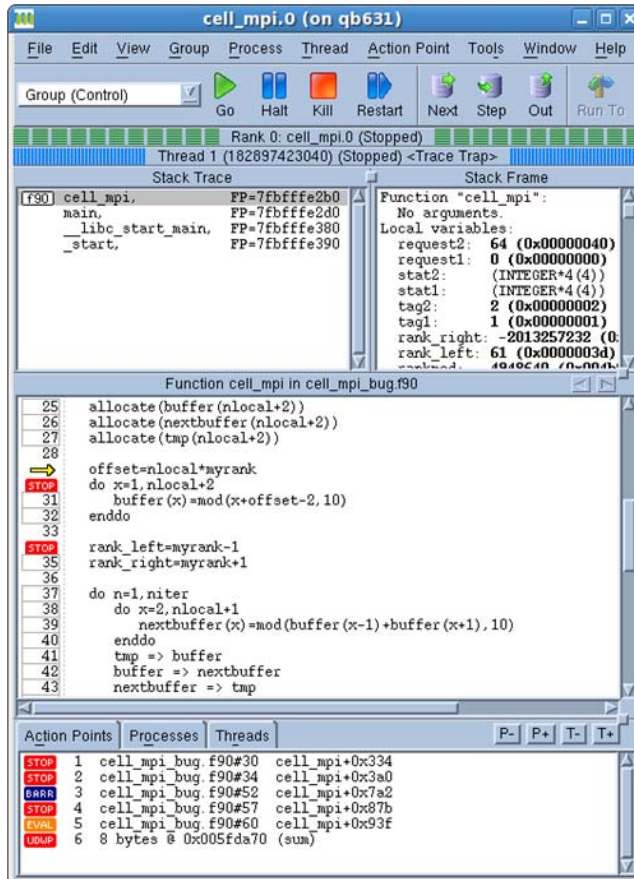 cell_mpi.0 (on qb631)
File Edit View Group Process Thread Action Point Tools Window Help
Group (Control)
Go Halt Kill Restart Next Step Out Run To
Rank 0: cell_mpi.0 (Stopped)
Thread 1 (182897423040) (Stopped) <Trace Trap>
Stack Trace
f90 cell_mpi, FP=7fbfffe2b0
main, FP=7fbfffe2d0
__libc_start_main, FP=7fbfffe380
_start, FP=7fbfffe390
Stack Frame
Function "cell_mpi":
No arguments.
Local variables:
request2: 64 (0x00000040)
request1: 0 (0x00000000)
stat2: (INTEGER*4(4))
stat1: (INTEGER*4(4))
tag2: 2 (0x00000002)
tag1: 1 (0x00000001)
rank_right: -2013257232 (0:
rank_left: 61 (0x0000003d)
Function cell_mpi in cell_mpi_bug.f90
25 allocate(buffer(nlocal+2))
26 allocate(nextbuffer(nlocal+2))
27 allocate(tmp(nlocal+2))
28
offset=nlocal*myrank
STOP do x=1,nlocal+2
31 buffer(x)=mod(x+offset-2,10)
32 enddo
33
STOP rank_left=myrank-1
35 rank_right=myrank+1
36
37 do n=1,niter
38 do x=2,nlocal+1
39 nextbuffer(x)=mod(buffer(x-1)+buffer(x+1),10)
40 enddo
41 tmp => buffer
42 buffer => nextbuffer
43 nextbuffer => tmp
Action Points Processes Threads P- P+ T- T+
STOP 1 cell_mpi_bug.f90#30 cell_mpi+0x334
STOP 2 cell_mpi_bug.f90#34 cell_mpi+0x3a0
BARR 3 cell_mpi_bug.f90#52 cell_mpi+0x7a2
STOP 4 cell_mpi_bug.f90#57 cell_mpi+0x87b
EVAL 5 cell_mpi_bug.f90#60 cell_mpi+0x93f
UDWP 6 8 bytes @ 0x005fda70 (sum)